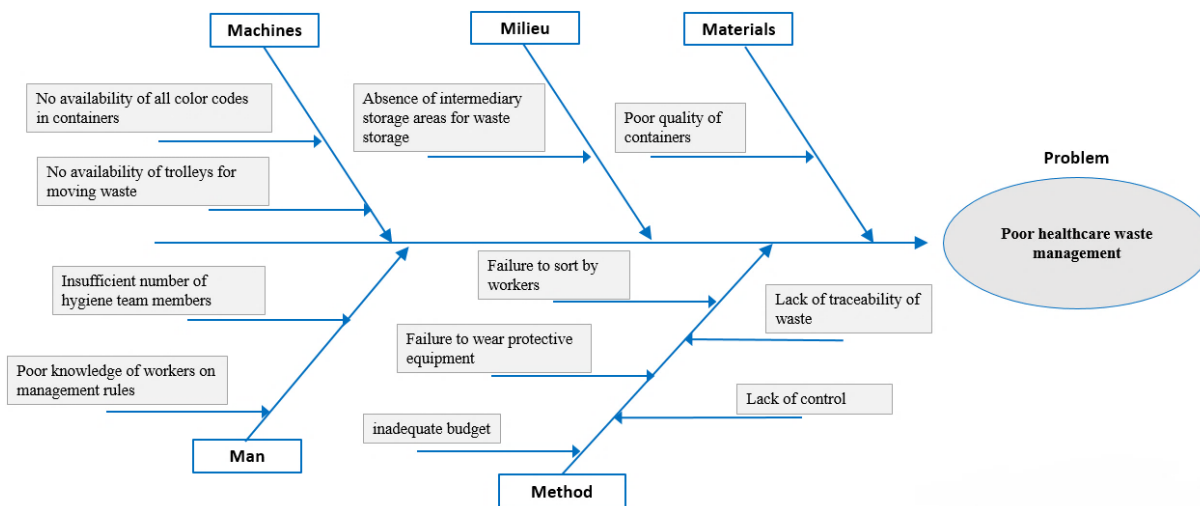 Machines
Milieu
Materials
No availability of all color codes
in containers
Absence of intermediary
storage areas for waste
storage
Poor quality of
containers
No availability of trolleys for
moving waste
Problem
Poor healthcare waste
management
Insufficient number of
hygiene team members
Failure to sort by
workers
Lack of traceability of
waste
Failure to wear protective
equipment
Poor knowledge of workers on
management rules
Lack of control
inadequate budget
Man
Method